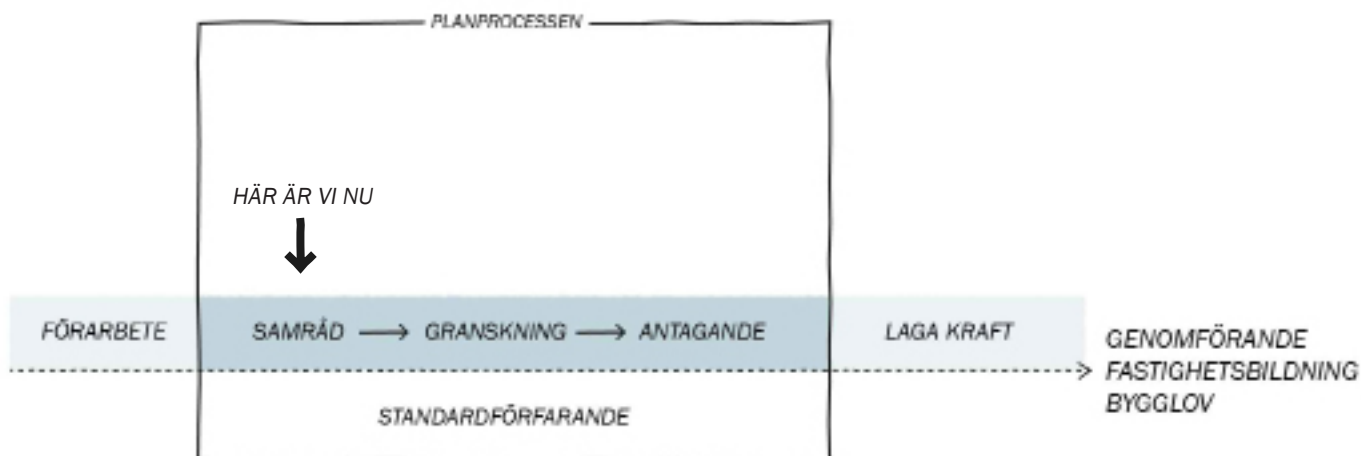 PLANPROCESSEN
HÄR ÄR VI NU
FÖRARBETE
SAMRÅD
GRANSKNING
ANTAGANDE
LAGA KRAFT
GENOMFÖRANDE
FASTIGHETSBILDNING
BYGGLOV
STANDARDFÖRFARANDE